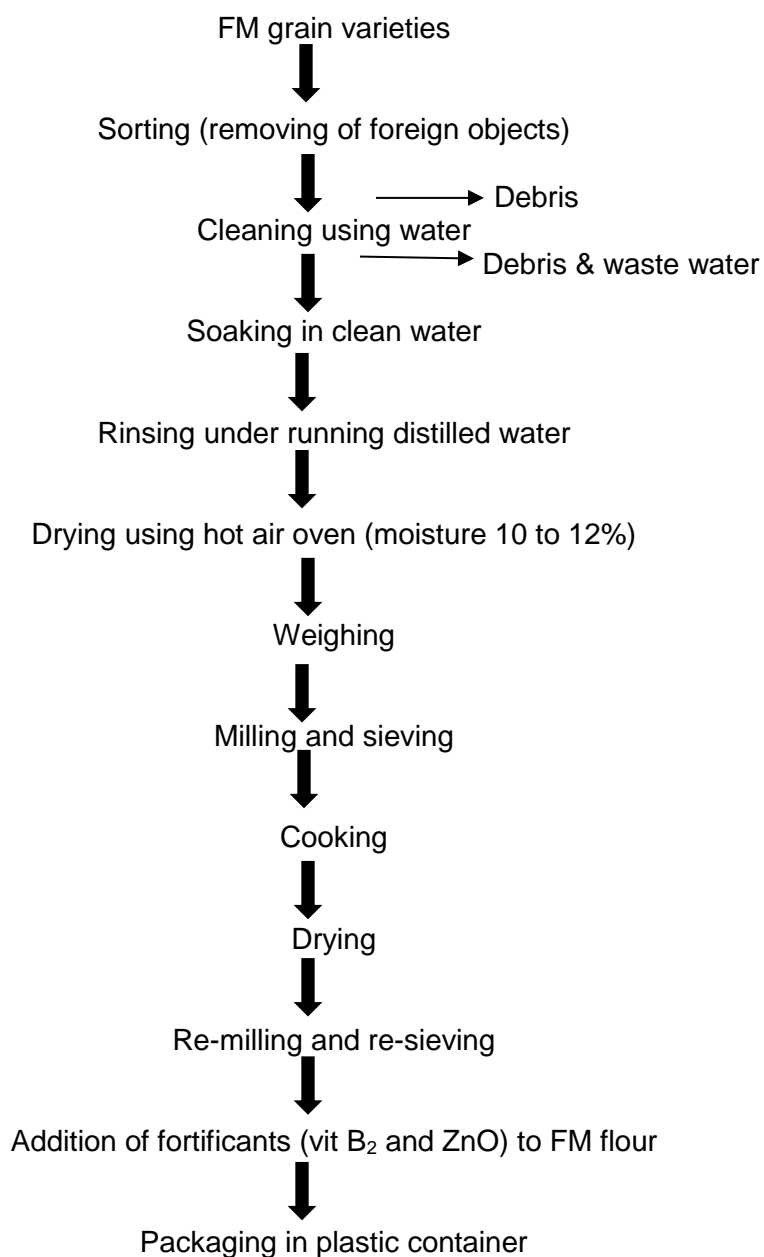 FM grain varieties
Sorting (removing of foreign objects)
Debris
Cleaning using water
Debris & waste water
Soaking in clean water
Rinsing under running distilled water
Drying using hot air oven (moisture 10 to 12%)
Weighing
Milling and sieving
Cooking
Drying
Re-milling and re-sieving
Addition of fortificants (vit B₂ and ZnO) to FM flour
Packaging in plastic container